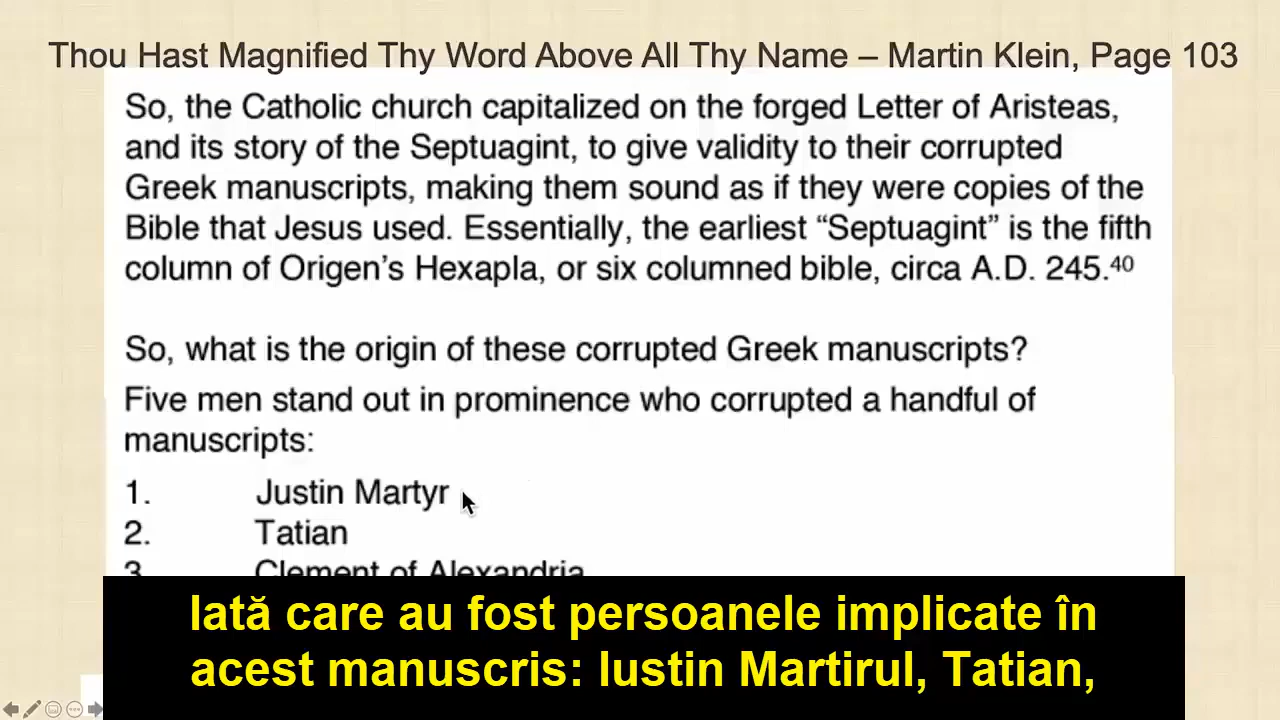 Thou Hast Magnified Thy Word Above All Thy Name – Martin Klein, Page 103
So, the Catholic church capitalized on the forged Letter of Aristeas,
and its story of the Septuagint, to give validity to their corrupted
Greek manuscripts, making them sound as if they were copies of the
Bible that Jesus used. Essentially, the earliest “Septuagint” is the fifth
column of Origen’s Hexapla, or six columned bible, circa A.D. 245.40
So, what is the origin of these corrupted Greek manuscripts?
Five men stand out in prominence who corrupted a handful of
manuscripts:
1. Justin Martyr
2. Tatian
3. Clement of Alexandria
Iată care au fost persoanele implicate în
acest manuscris: Iustin Martirul, Tatian,